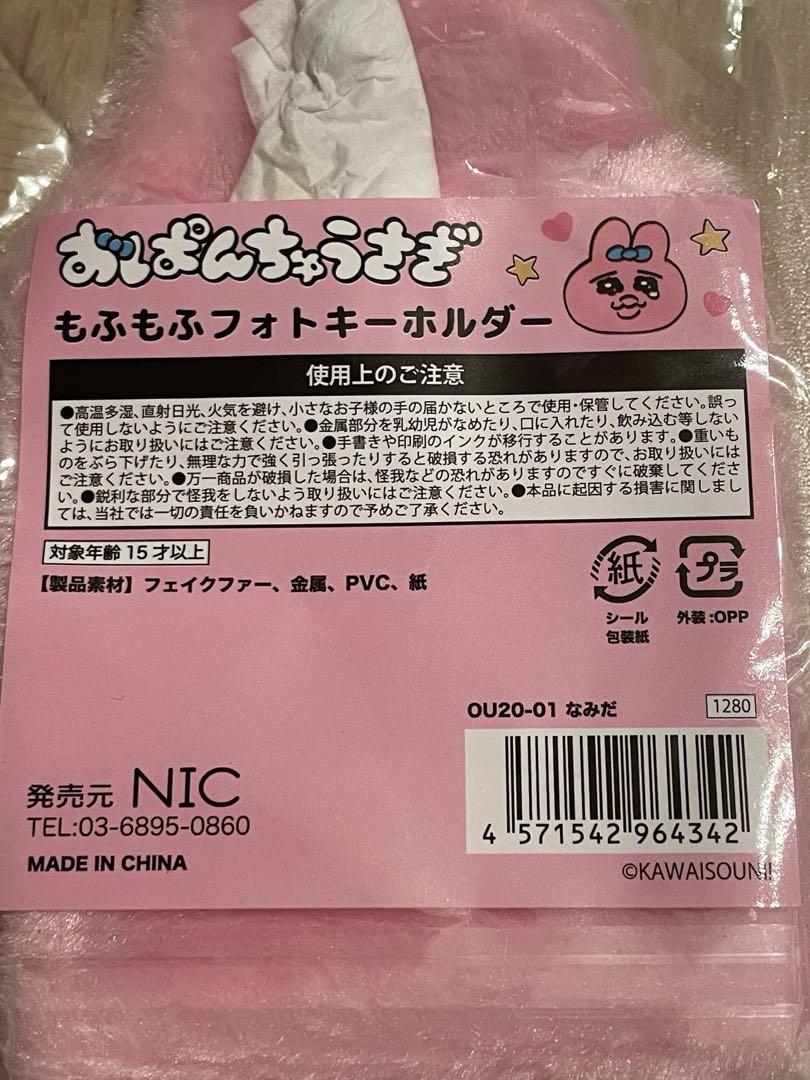 おぱんちゅうさぎ
もふもふフォトキーホルダー
使用上のご注意
●高温多湿、直射日光、火気を避け、小さなお子様の手の届かないところで使用・保管してください。誤っ
て使用しないようにご注意ください。●金属部分を乳幼児がなめたり、口に入れたり、飲み込む等しない
ようにお取り扱いにはご注意ください。●手書きや印刷のインクが移行することがあります。●重いも
のをぶら下げたり、無理な力で強く引っ張ったりすると破損する恐れがありますので、お取り扱いには
ご注意ください。●万一商品が破損した場合は、怪我などの恐れがありますのですぐに破棄してくださ
い。●鋭利な部分で怪我をしないよう取り扱いにはご注意ください。●本品に起因する損害に関しまし
ては、当社では一切の責任を負いかねますので予めご了承ください。
対象年齢15才以上
【製品素材】フェイクファー、金属、PVC、紙
紙
シール
包装紙
プラ
外装:OPP
OU20-01 なみだ
1280
4 571542 964342
©KAWAISOUNI!
発売元 NIC
TEL:03-6895-0860
MADE IN CHINA